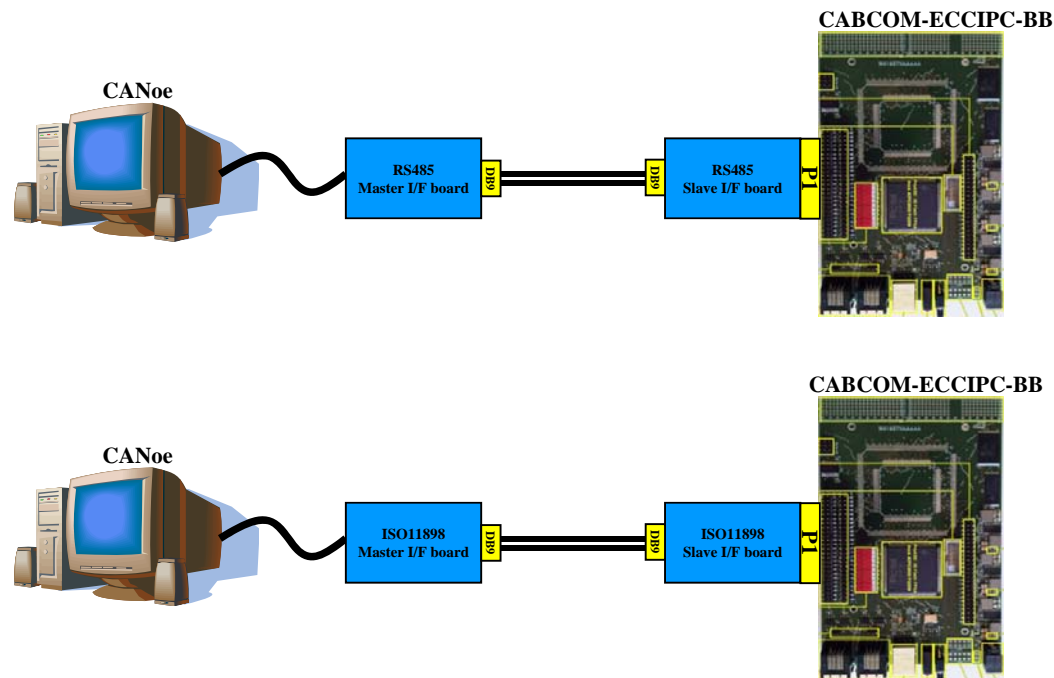 CABCOM-ECCIPC-BB
CANoe
RS485
Master I/F board
DB9
DB9
RS485
Slave I/F board
P1
CABCOM-ECCIPC-BB
CANoe
ISO11898
Master I/F board
DB9
DB9
ISO11898
Slave I/F board
P1